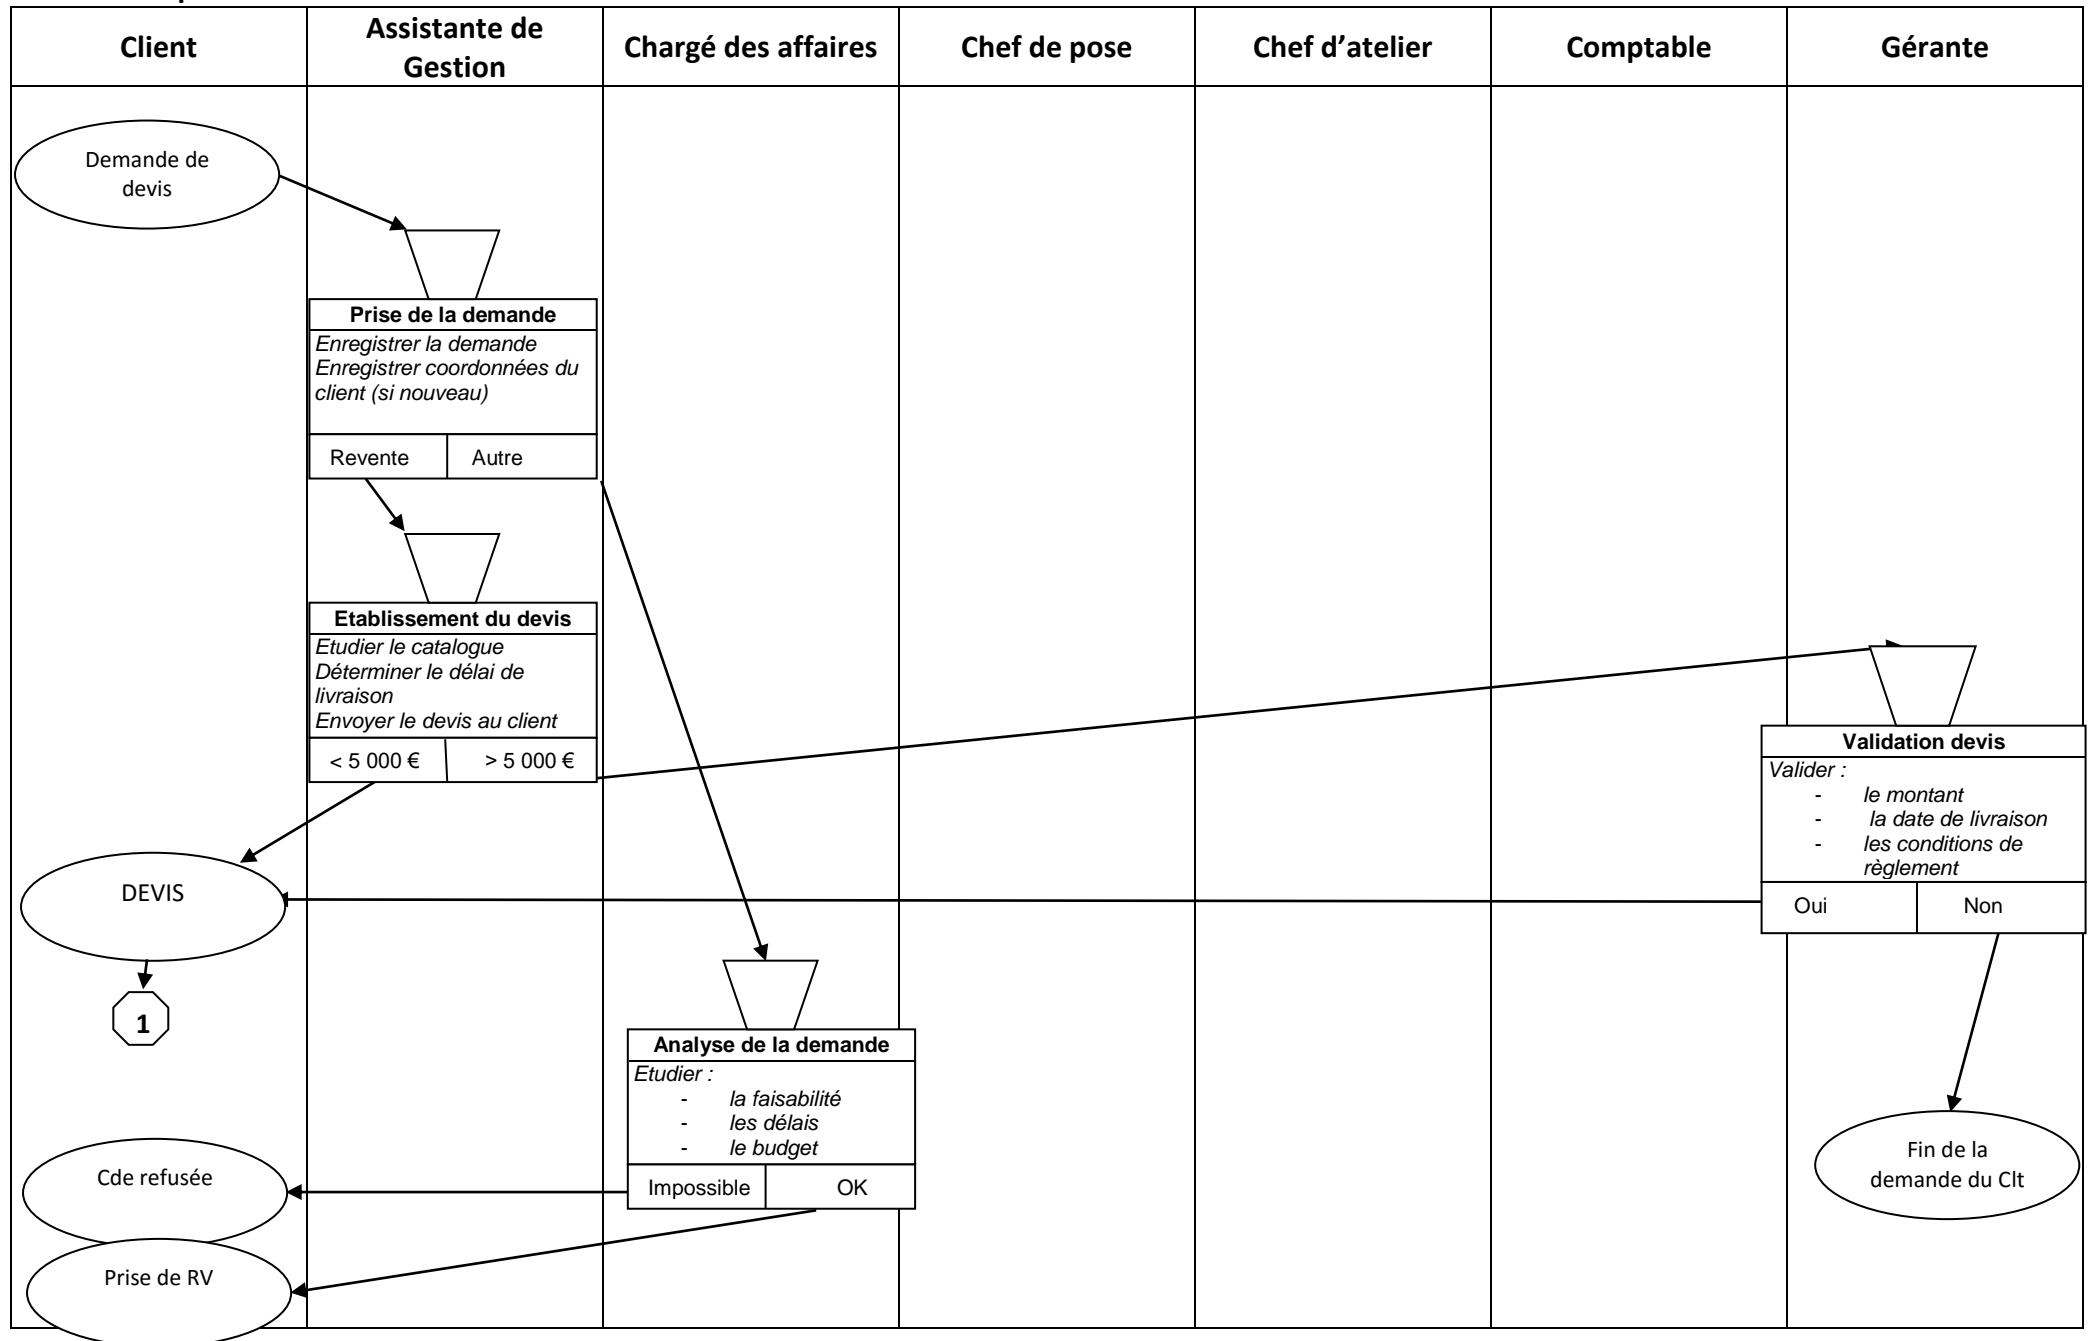 Client
Assistante de
Gestion
Chargé des affaires
Chef de pose
Chef d’atelier
Comptable
Gérante
Demande de
devis
Prise de la demande
Enregistrer la demande
Enregistrer coordonnées du
client (si nouveau)
Revente
Autre
Etablissement du devis
Etudier le catalogue
Déterminer le délai de
livraison
Envoyer le devis au client
< 5 000 €
> 5 000 €
Validation devis
Valider :
- le montant
- la date de livraison
- les conditions de
règlement
Oui
Non
DEVIS
1
Analyse de la demande
Etudier :
- la faisabilité
- les délais
- le budget
Impossible
OK
Cde refusée
Prise de RV
Fin de la
demande du Clt